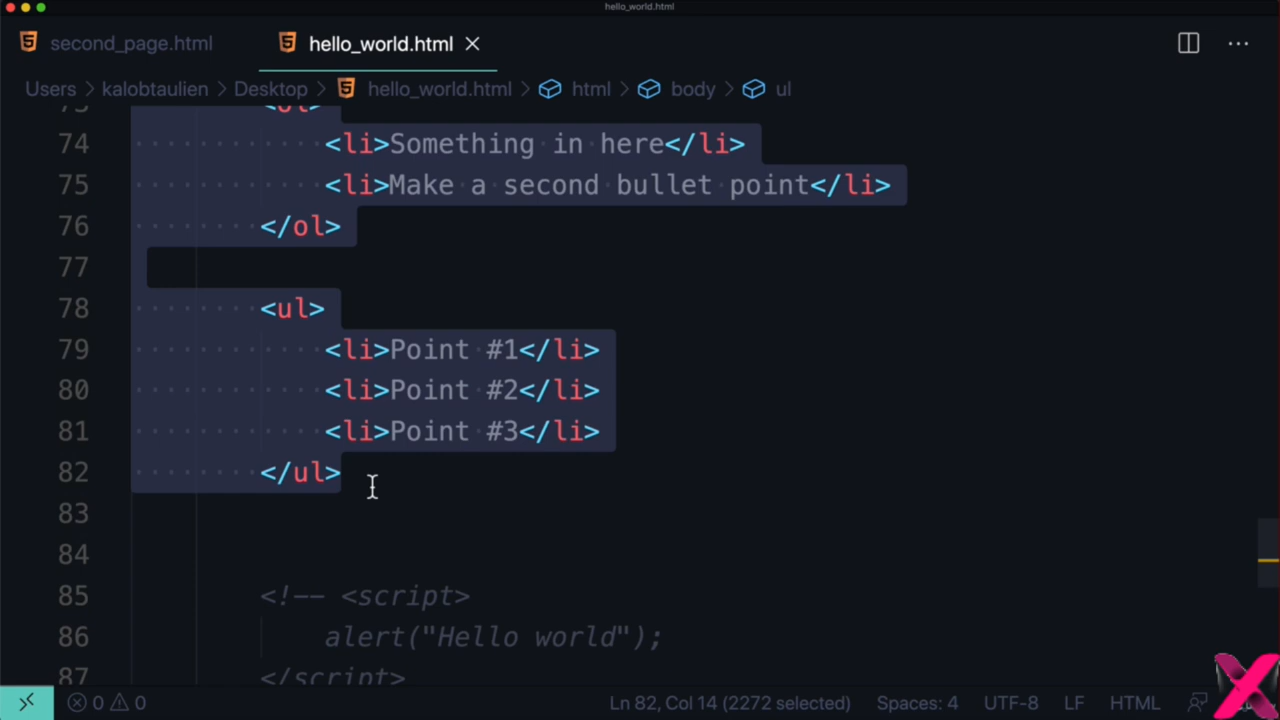 hello_world.html
second_page.html
hello_world.html
Users > kalobtaulien > Desktop > hello_world.html > html > body > ul
73 <ol>
74 <li>Something in here</li>
75 <li>Make a second bullet point</li>
76 </ol>
77
78 <ul>
79 <li>Point #1</li>
80 <li>Point #2</li>
81 <li>Point #3</li>
82 </ul>
83
84
85 <!-- <script>
86 alert("Hello world");
87 </script>
0 0 Ln 82, Col 14 (2272 selected) Spaces: 4 UTF-8 LF HTML